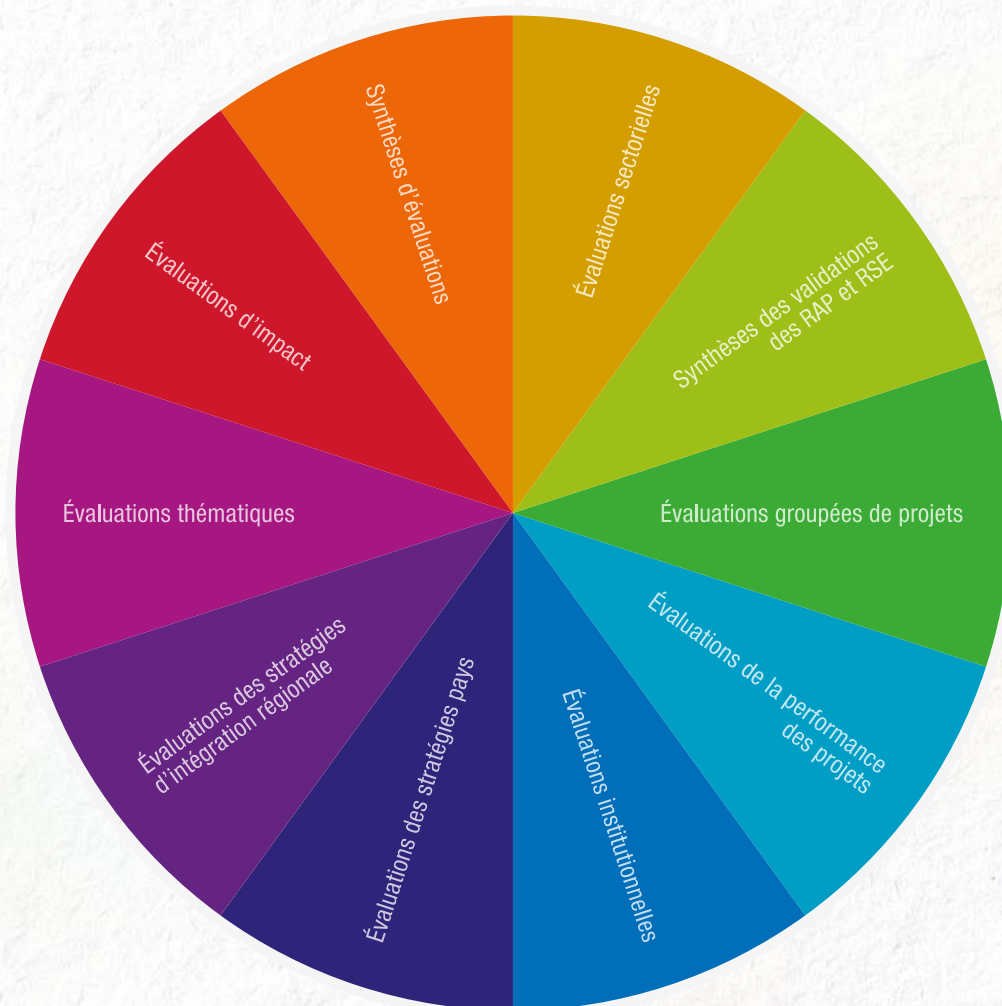 Évaluations sectorielles
Synthèses des validations
des RAP et RSE
Évaluations groupées de projets
Évaluations de la performance
des projets
Évaluations institutionnelles
Évaluations des stratégies pays
Évaluations des stratégies
d’intégration régionale
Évaluations thématiques
Évaluations d’impact
Synthèses d’évaluations